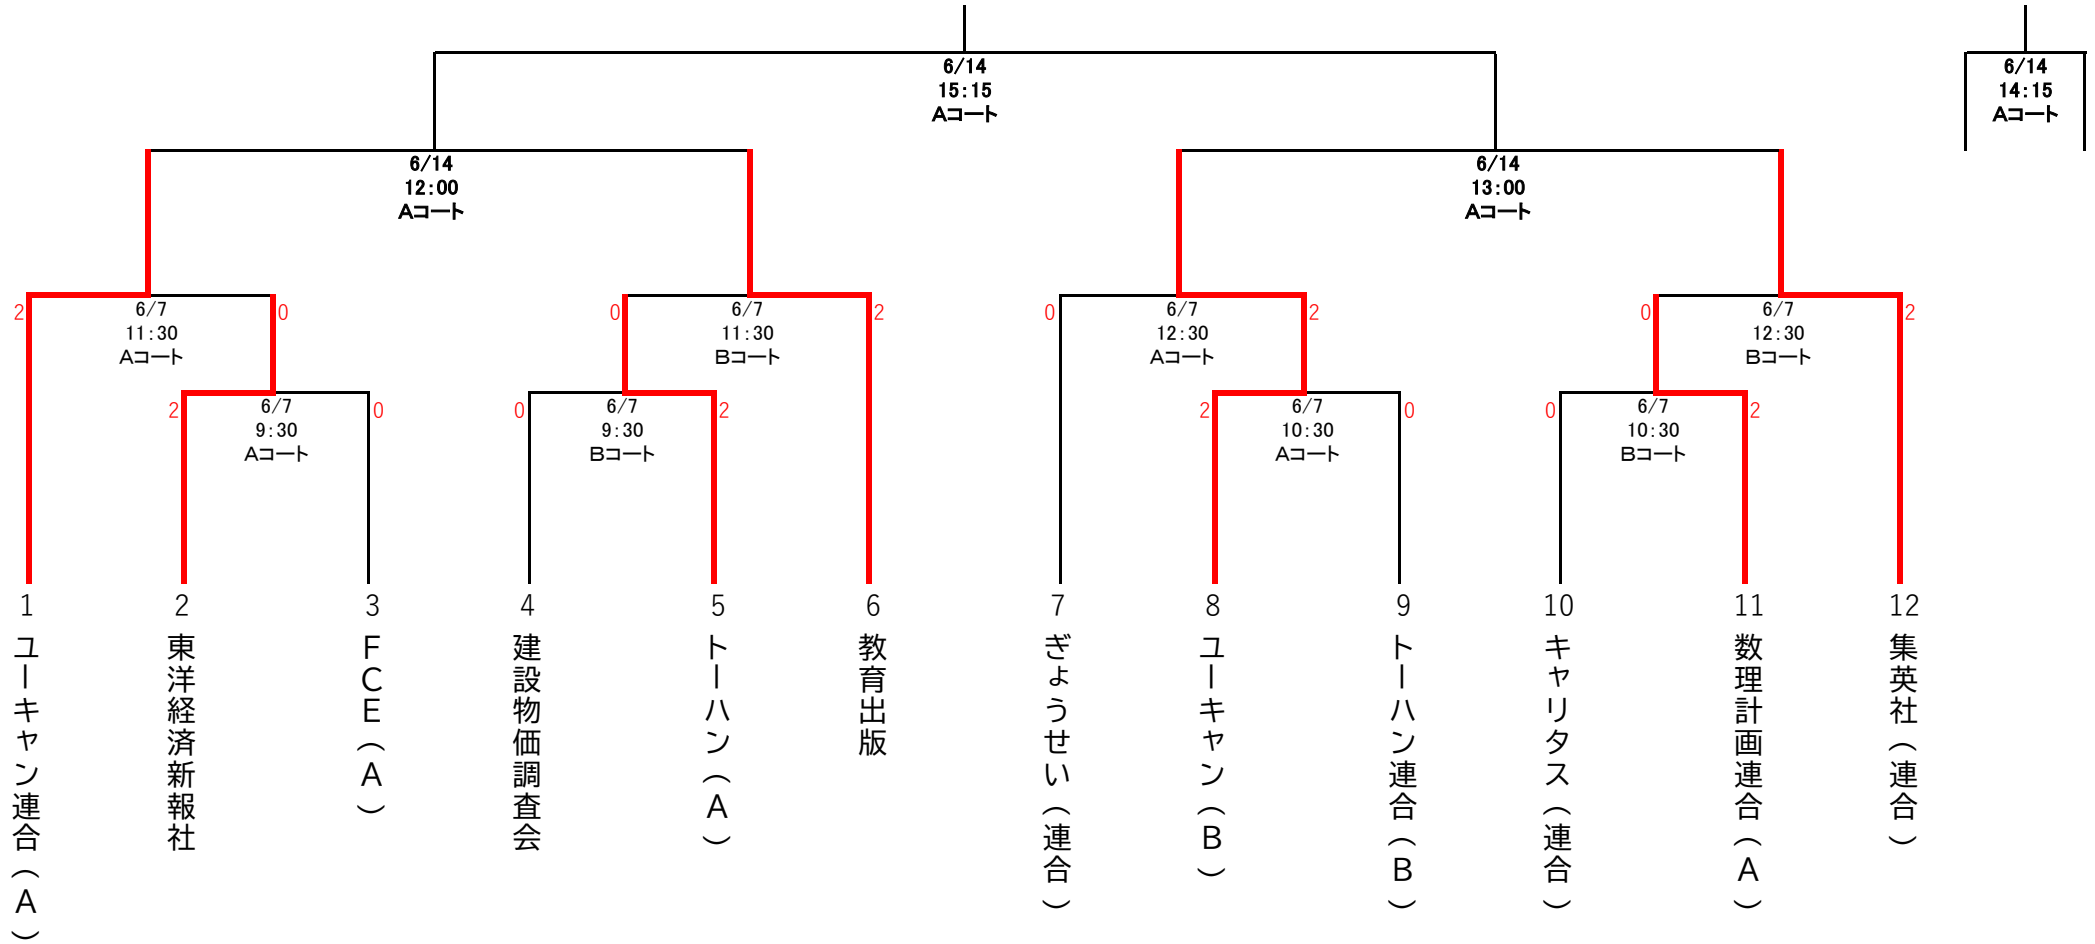 6/14
15:15
Aコート
6/14
14:15
Aコート
6/14
12:00
Aコート
6/14
13:00
Aコート
2
6/7
11:30
Aコート
0
0
6/7
11:30
Bコート
2
0
6/7
12:30
Aコート
2
0
6/7
12:30
Bコート
2
2
6/7
9:30
Aコート
0
0
6/7
9:30
Bコート
2
2
6/7
10:30
Aコート
0
0
6/7
10:30
Bコート
2
1
ユーキャン連合(A)
2
東洋経済新報社
3
FCE(A)
4
建設物価調査会
5
トーハン(A)
6
教育出版
7
ぎょうせい(連合)
8
ユーキャン(B)
9
トーハン連合(B)
10
キャリタス(連合)
11
数理計画連合(A)
12
集英社(連合)